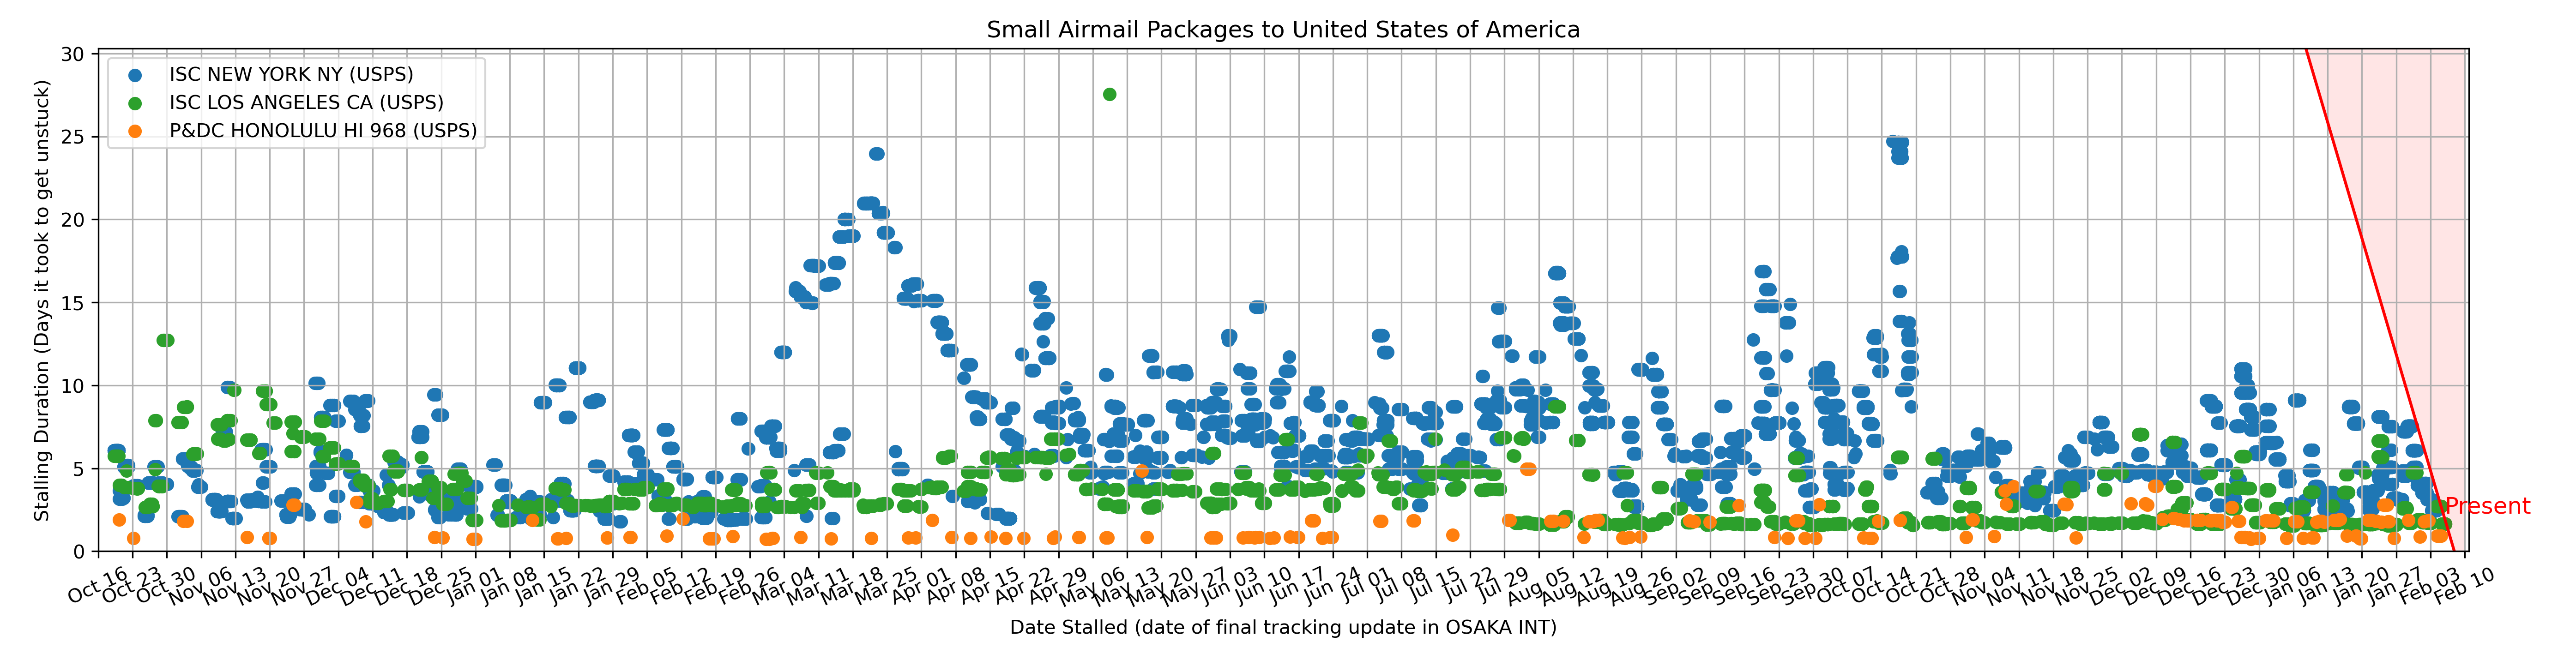 Small Airmail Packages to United States of America
ISC NEW YORK NY (USPS)
ISC LOS ANGELES CA (USPS)
P&DC HONOLULU HI 968 (USPS)
Stalling Duration (Days it took to get unstuck)
30
25
20
15
10
5
0
Present
Oct 16 Oct 23 Oct 30 Nov 06 Nov 13 Nov 20 Nov 27 Dec 04 Dec 11 Dec 18 Dec 25 Jan 01 Jan 08 Jan 15 Jan 22 Jan 29 Feb 05 Feb 12 Feb 19 Feb 26 Mar 04 Mar 11 Mar 18 Mar 25 Apr 01 Apr 08 Apr 15 Apr 22 Apr 29 May 06 May 13 May 20 May 27 Jun 03 Jun 10 Jun 17 Jun 24 Jul 01 Jul 08 Jul 15 Jul 22 Jul 29 Aug 05 Aug 12 Aug 19 Aug 26 Sep 02 Sep 09 Sep 16 Sep 23 Sep 30 Oct 07 Oct 14 Oct 21 Oct 28 Nov 04 Nov 11 Nov 18 Nov 25 Dec 02 Dec 09 Dec 16 Dec 23 Dec 30 Jan 06 Jan 13 Jan 20 Jan 27 Feb 03 Feb 10
Date Stalled (date of final tracking update in OSAKA INT)